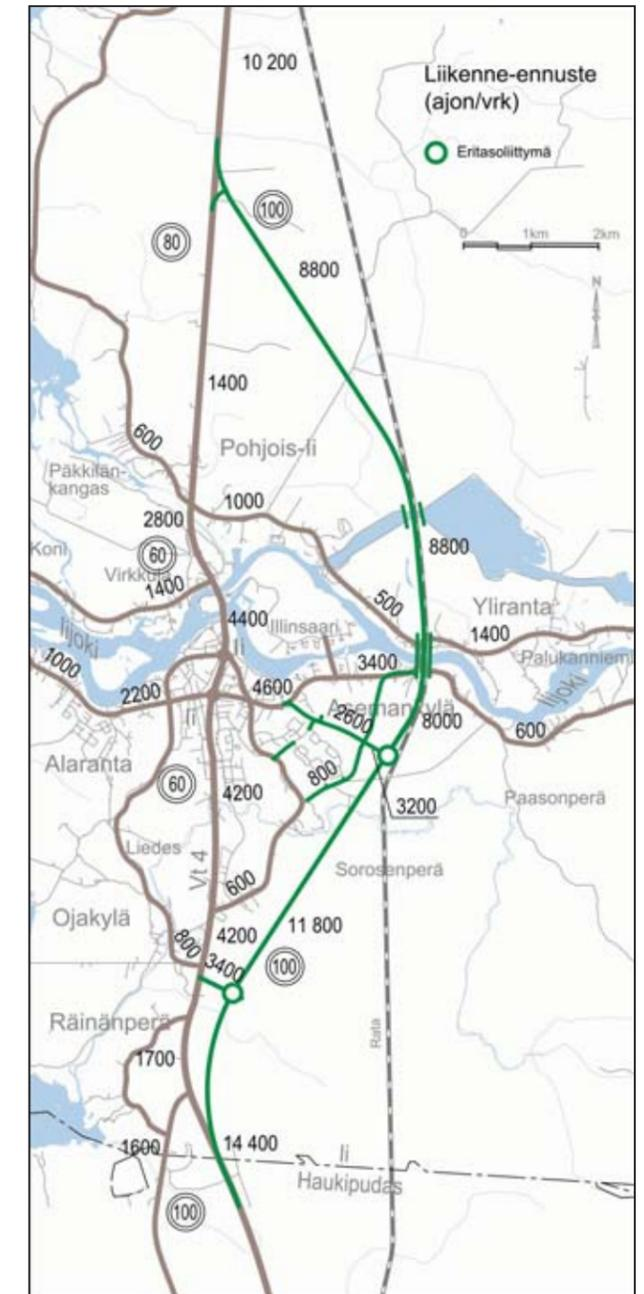 10 200
Liikenne-ennuste
(ajon/vrk)
Eritasoliittymä
100
80
0 1km 2km
N
8800
1400
600
Pohjois-Ii
Päkkilän-
kangas
1000
2800
8800
Koni
60
Virkkula
1400
500
Yliranta
4400
Illinsaari
1400
Iijoki
Ii
3400
Palukanniemi
1000
2200
4600
Asemankylä
Iijoki
Ii
2600
8000
600
Alaranta
800
60
4200
3200
Paasonperä
Liedes
Vt 4
Sorosenperä
600
Ojakylä
11 800
800
4200
3400
100
Räinänperä
Rata
1700
14 400
1600
Ii
Haukipudas
100